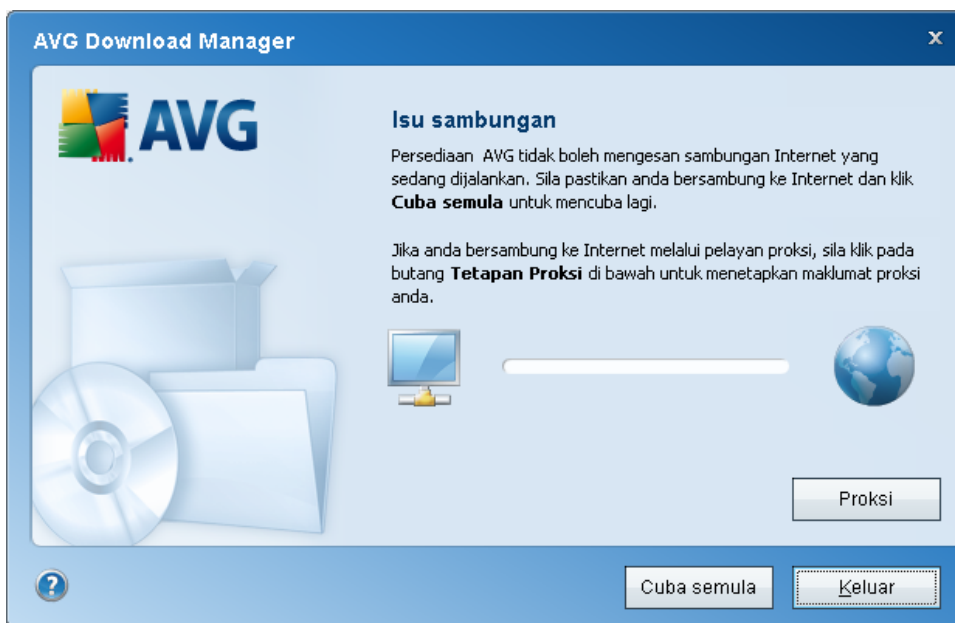 AVG Download Manager
x
AVG
Isu sambungan
Persediaan AVG tidak boleh mengesan sambungan Internet yang
sedang dijalankan. Sila pastikan anda bersambung ke Internet dan klik
Cuba semula untuk mencuba lagi.
Jika anda bersambung ke Internet melalui pelayan proksi, sila klik pada
butang Tetapan Proksi di bawah untuk menetapkan maklumat proksi
anda.
Proksi
?
Cuba semula
Keluar